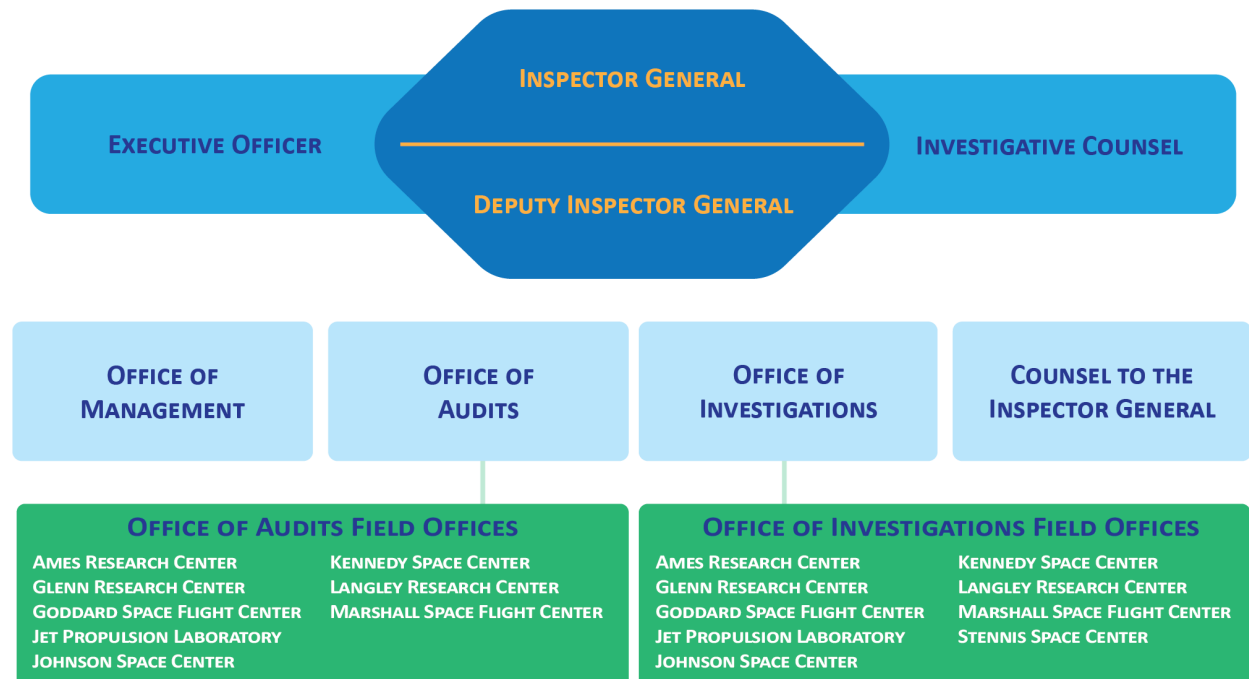 INSPECTOR GENERAL
EXECUTIVE OFFICER
INVESTIGATIVE COUNSEL
DEPUTY INSPECTOR GENERAL
OFFICE OF
MANAGEMENT
OFFICE OF
AUDITS
OFFICE OF
INVESTIGATIONS
COUNSEL TO THE
INSPECTOR GENERAL
OFFICE OF AUDITS FIELD OFFICES
AMES RESEARCH CENTER
GLENN RESEARCH CENTER
GODDARD SPACE FLIGHT CENTER
JET PROPULSION LABORATORY
JOHNSON SPACE CENTER
KENNEDY SPACE CENTER
LANGLEY RESEARCH CENTER
MARSHALL SPACE FLIGHT CENTER
OFFICE OF INVESTIGATIONS FIELD OFFICES
AMES RESEARCH CENTER
GLENN RESEARCH CENTER
GODDARD SPACE FLIGHT CENTER
JET PROPULSION LABORATORY
JOHNSON SPACE CENTER
KENNEDY SPACE CENTER
LANGLEY RESEARCH CENTER
MARSHALL SPACE FLIGHT CENTER
STENNIS SPACE CENTER